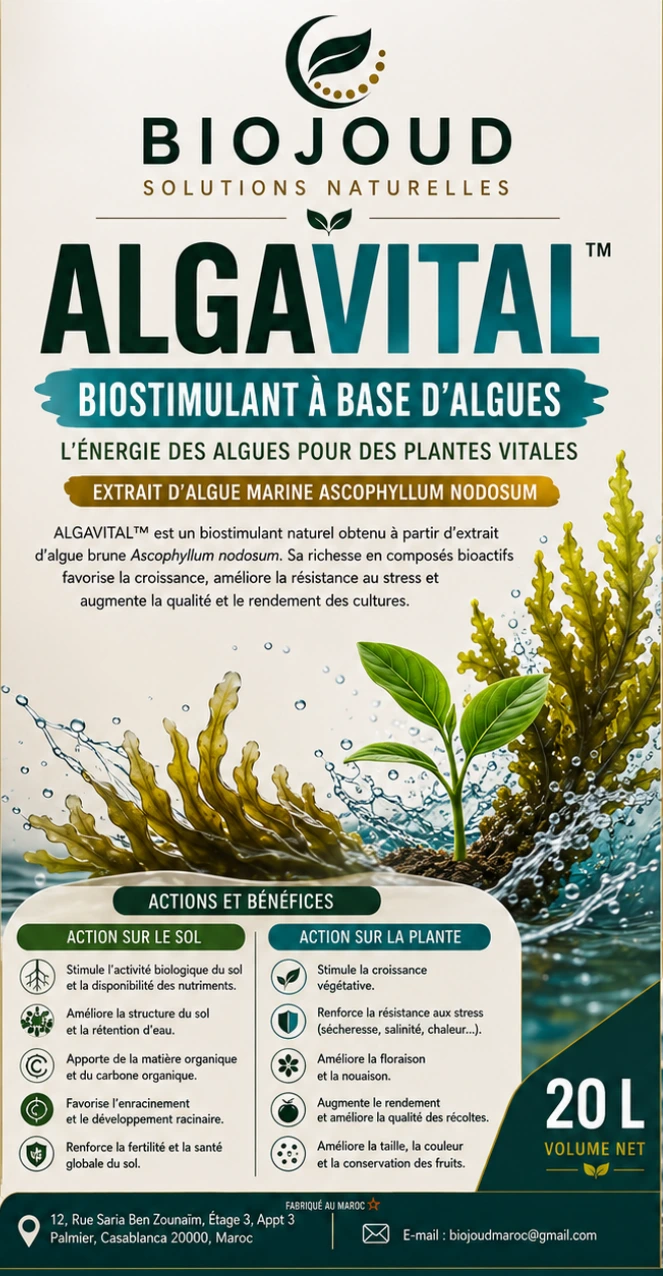 BIOJOUD
SOLUTIONS NATURELLES
ALGAVITAL™
BIOSTIMULANT À BASE D'ALGUES
L'ÉNERGIE DES ALGUES POUR DES PLANTES VITALES
EXTRAIT D'ALGUE MARINE ASCOPHYLLUM NODOSUM
ALGAVITAL™ est un biostimulant naturel obtenu à partir d'extrait
d'algue brune Ascophyllum nodosum. Sa richesse en composés bioactifs
favorise la croissance, améliore la résistance au stress et
augmente la qualité et le rendement des cultures.
ACTIONS ET BÉNÉFICES
ACTION SUR LE SOL
Stimule l'activité biologique du sol
et la disponibilité des nutriments.
Améliore la structure du sol
et la rétention d'eau.
Apporte de la matière organique
et du carbone organique.
Favorise l'enracinement
et le développement racinaire.
Renforce la fertilité et la santé
globale du sol.
ACTION SUR LA PLANTE
Stimule la croissance
végétative.
Renforce la résistance aux stress
(sécheresse, salinité, chaleur...).
Améliore la floraison
et la nouaison.
Augmente le rendement
et améliore la qualité des récoltes.
Améliore la taille, la couleur
et la conservation des fruits.
20 L
VOLUME NET
FABRIQUÉ AU MAROC
12, Rue Saria Ben Zounaïm, Étage 3, Appt 3
Palmier, Casablanca 20000, Maroc
E-mail : biojoudmaroc@gmail.com